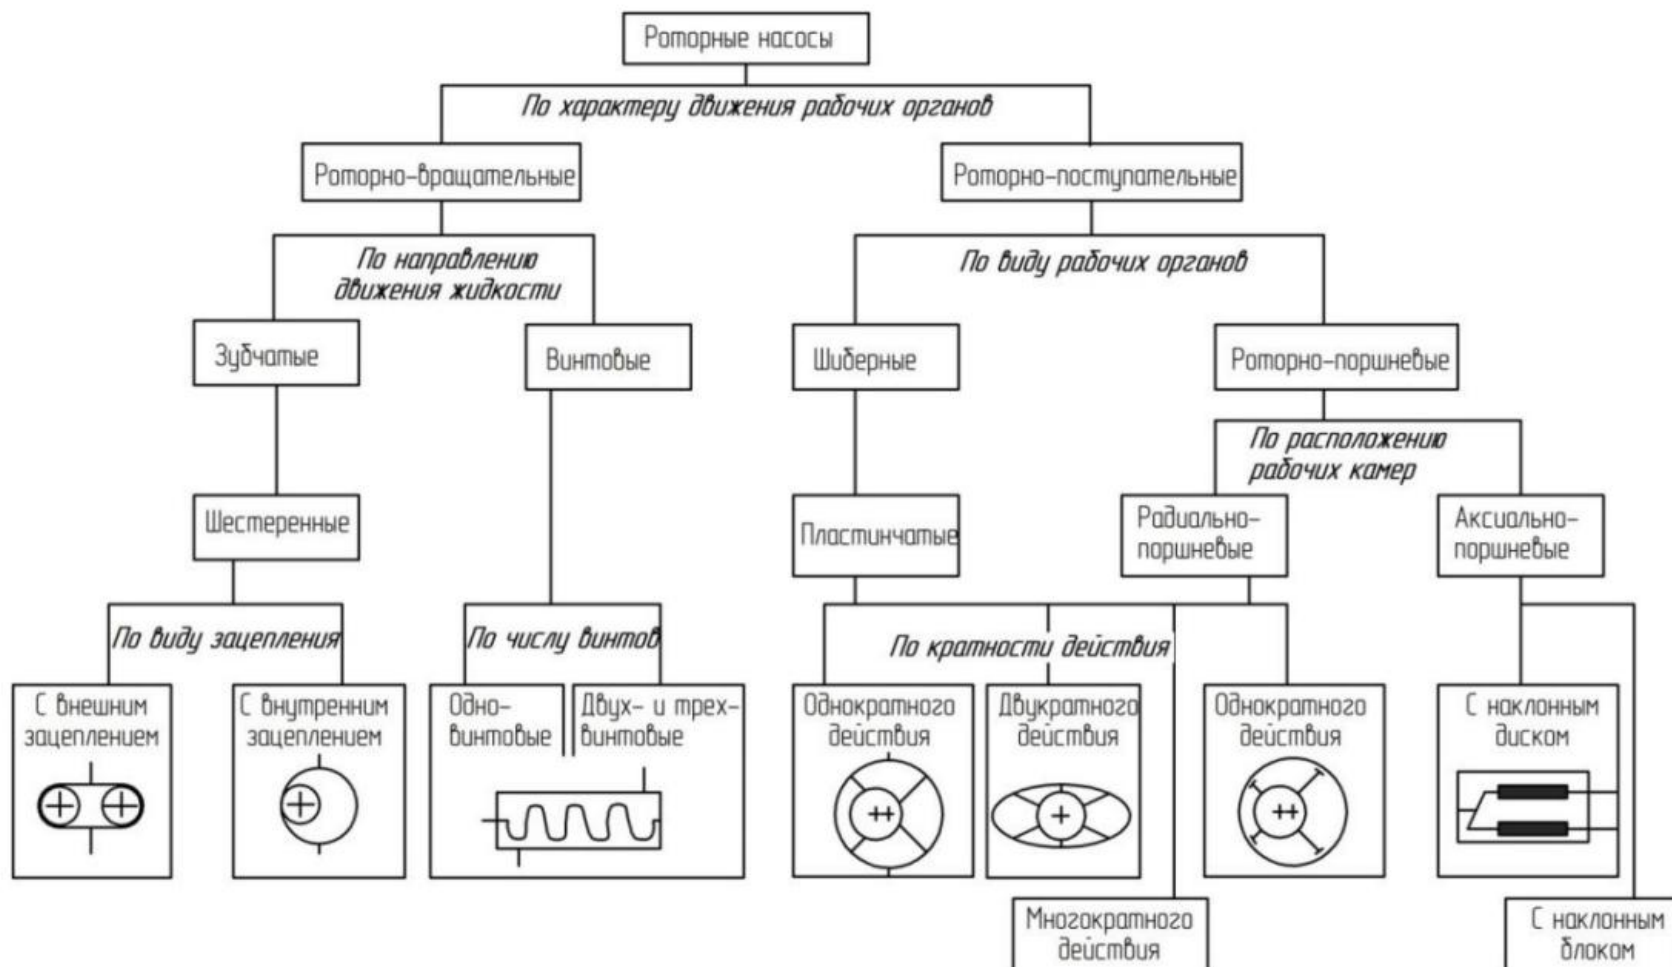 Роторные насосы
По характеру движения рабочих органов
Роторно-вращательные
Роторно-поступательные
По направлению
движения жидкости
По виду рабочих органов
Зубчатые
Винтовые
Шиберные
Роторно-поршневые
По расположению
рабочих камер
Шестеренные
Пластинчатые
Радиально-
поршневые
Аксиально-
поршневые
По виду зацепления
По числу винтов
По кратности действия
С внешним
зацеплением
С внутренним
зацеплением
Одно-
винтовые
Двух- и трех-
винтовые
Однократного
действия
Двукратного
действия
Однократного
действия
С наклонным
диском
Многократного
действия
С наклонным
блоком